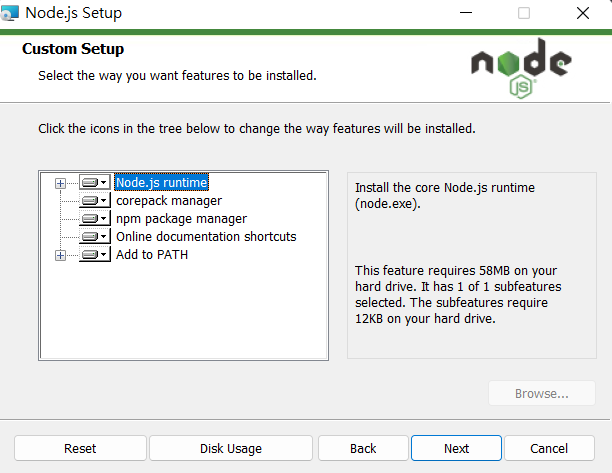 Node.js Setup
Custom Setup
Select the way you want features to be installed.
node
JS
Click the icons in the tree below to change the way features will be installed.
Node.js runtime
corepack manager
npm package manager
Online documentation shortcuts
Add to PATH
Install the core Node.js runtime
(node.exe).
This feature requires 58MB on your
hard drive. It has 1 of 1 subfeatures
selected. The subfeatures require
12KB on your hard drive.
Browse...
Reset
Disk Usage
Back
Next
Cancel